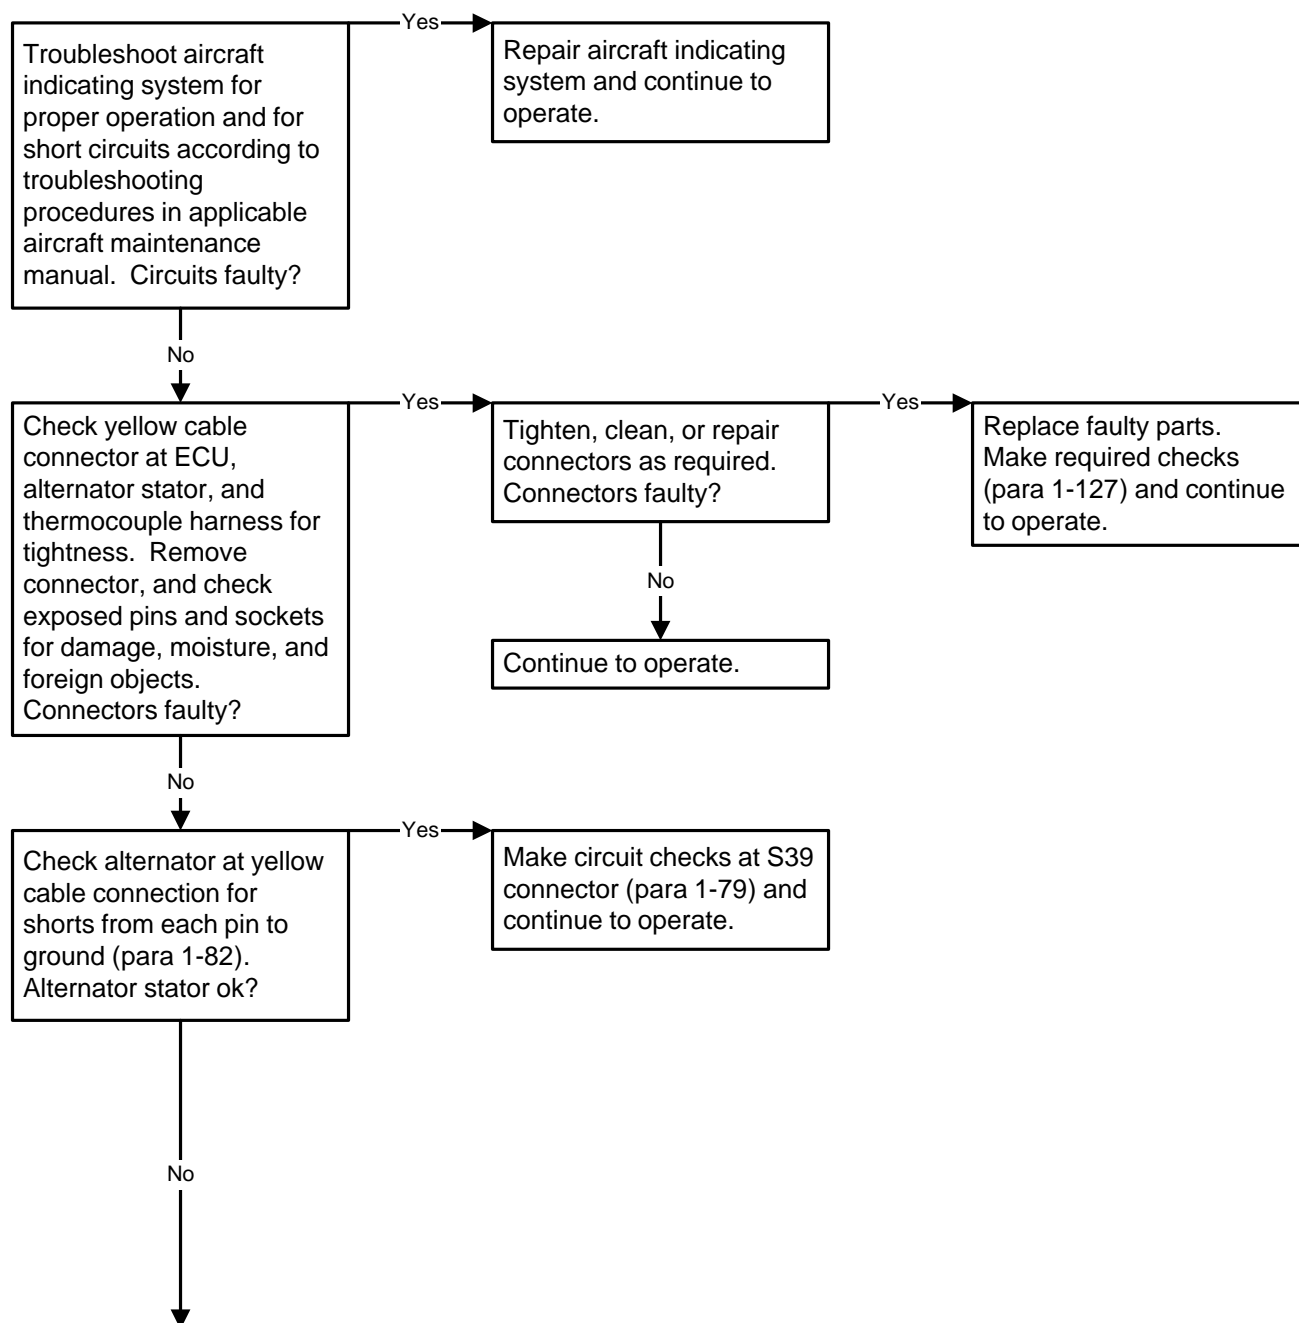 Yes
Troubleshoot aircraft
indicating system for
proper operation and for
short circuits according to
troubleshooting
procedures in applicable
aircraft maintenance
manual.  Circuits faulty?
Repair aircraft indicating
system and continue to
operate.
No
Check yellow cable
connector at ECU,
alternator stator, and
thermocouple harness for
tightness.  Remove
connector, and check
exposed pins and sockets
for damage, moisture, and
foreign objects.
Connectors faulty?
Yes
Tighten, clean, or repair
connectors as required.
Connectors faulty?
Yes
Replace faulty parts.
Make required checks
(para 1-127) and continue
to operate.
No
Continue to operate.
No
Check alternator at yellow
cable connection for
shorts from each pin to
ground (para 1-82).
Alternator stator ok?
Yes
Make circuit checks at S39
connector (para 1-79) and
continue to operate.
No